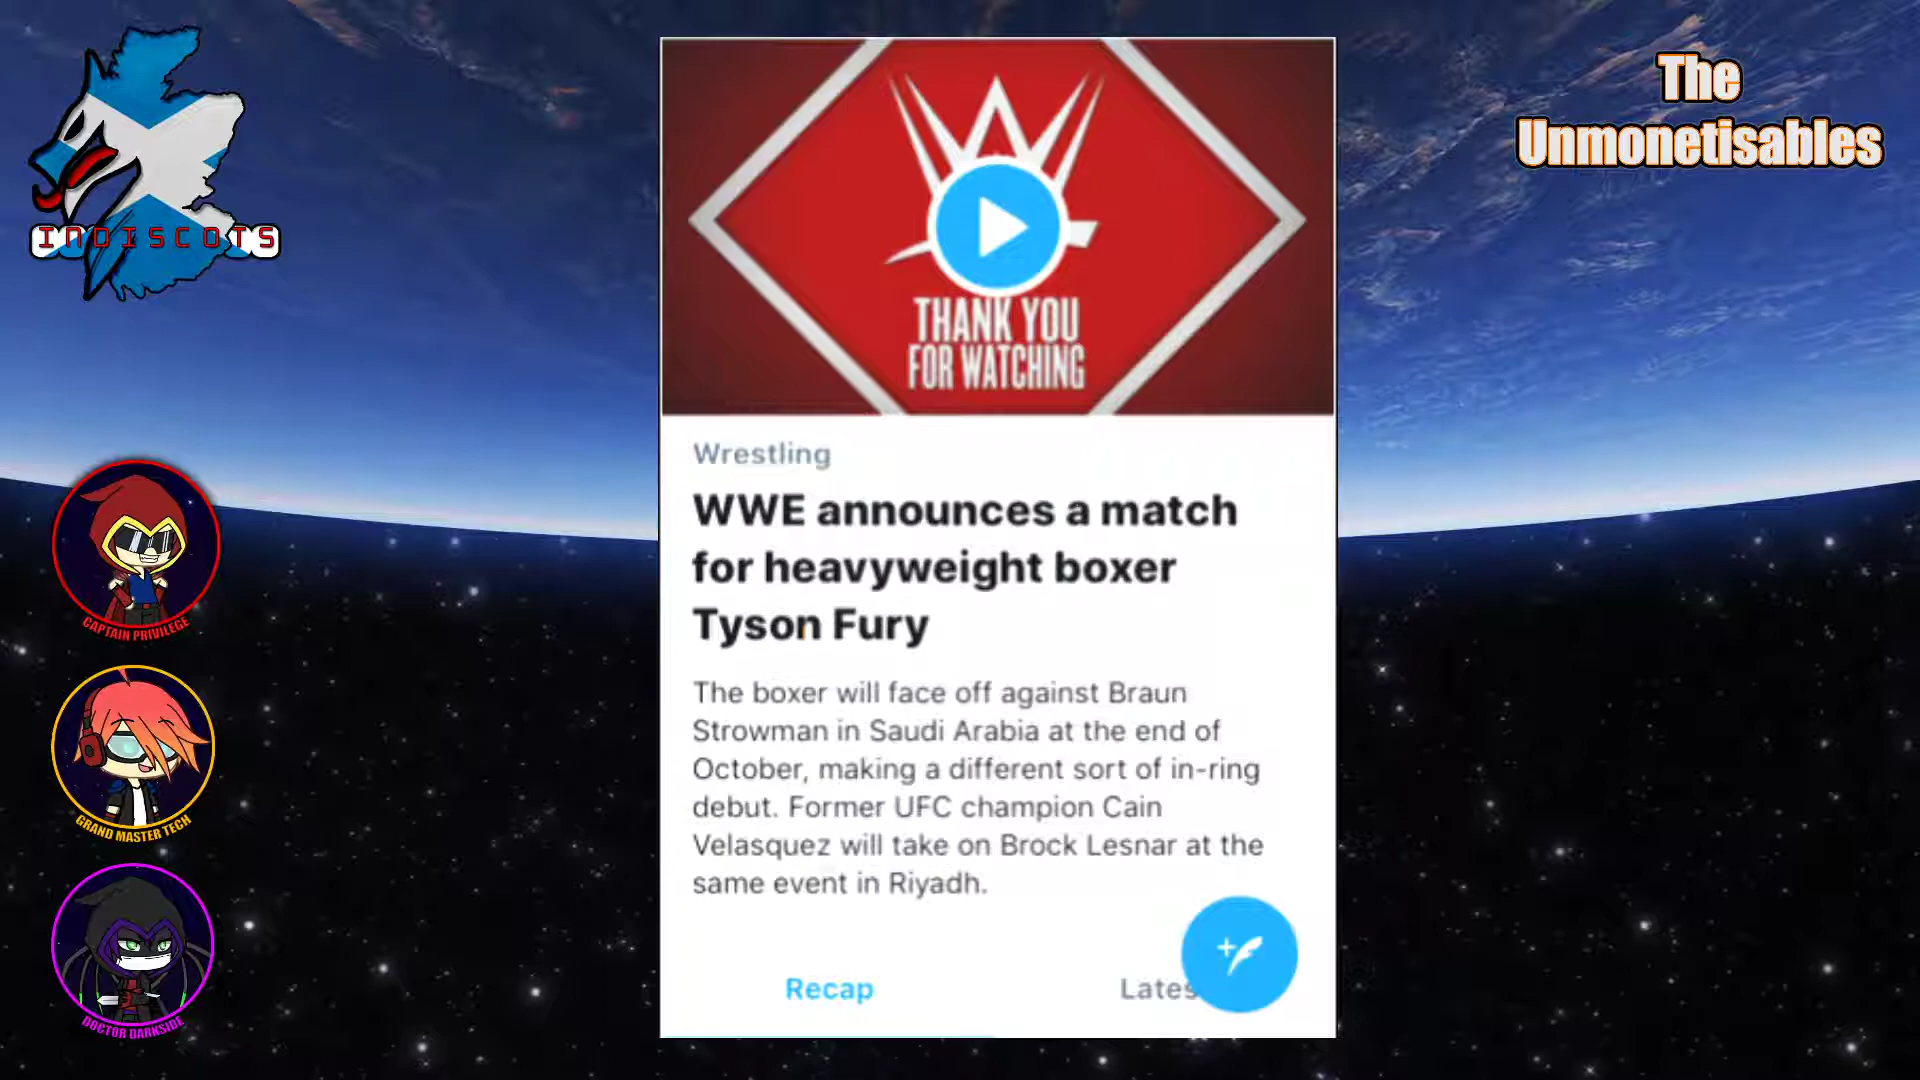 INDISCOTS
The
Unmonetisables
THANK YOU
FOR WATCHING
Wrestling
WWE announces a match
for heavyweight boxer
Tyson Fury
The boxer will face off against Braun
Strowman in Saudi Arabia at the end of
October, making a different sort of in-ring
debut. Former UFC champion Cain
Velasquez will take on Brock Lesnar at the
same event in Riyadh.
Recap
Lates
CAPTAIN PRIVILEGE
GRAND MASTER TECH
DOCTOR DARKSIDE